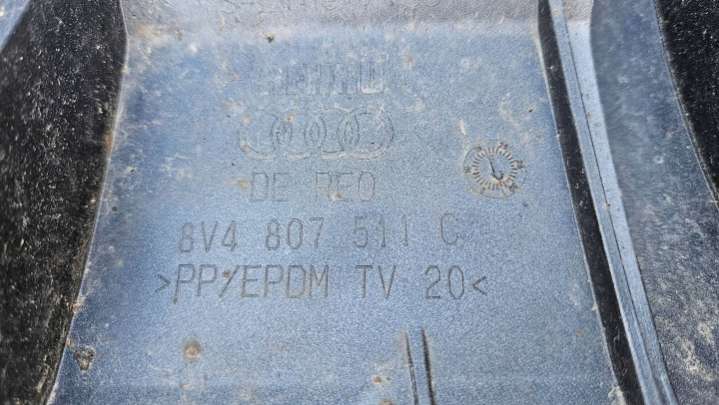 DE REO
8V4 807 511 C
>PP/EPDM TV 20<